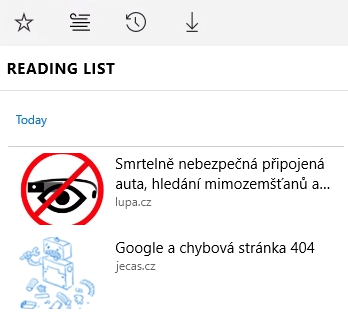 READING LIST
Today
Smrtelně nebezpečná připojená
auta, hledání mimozemšťanů a...
lupa.cz
Google a chybová stránka 404
jecas.cz